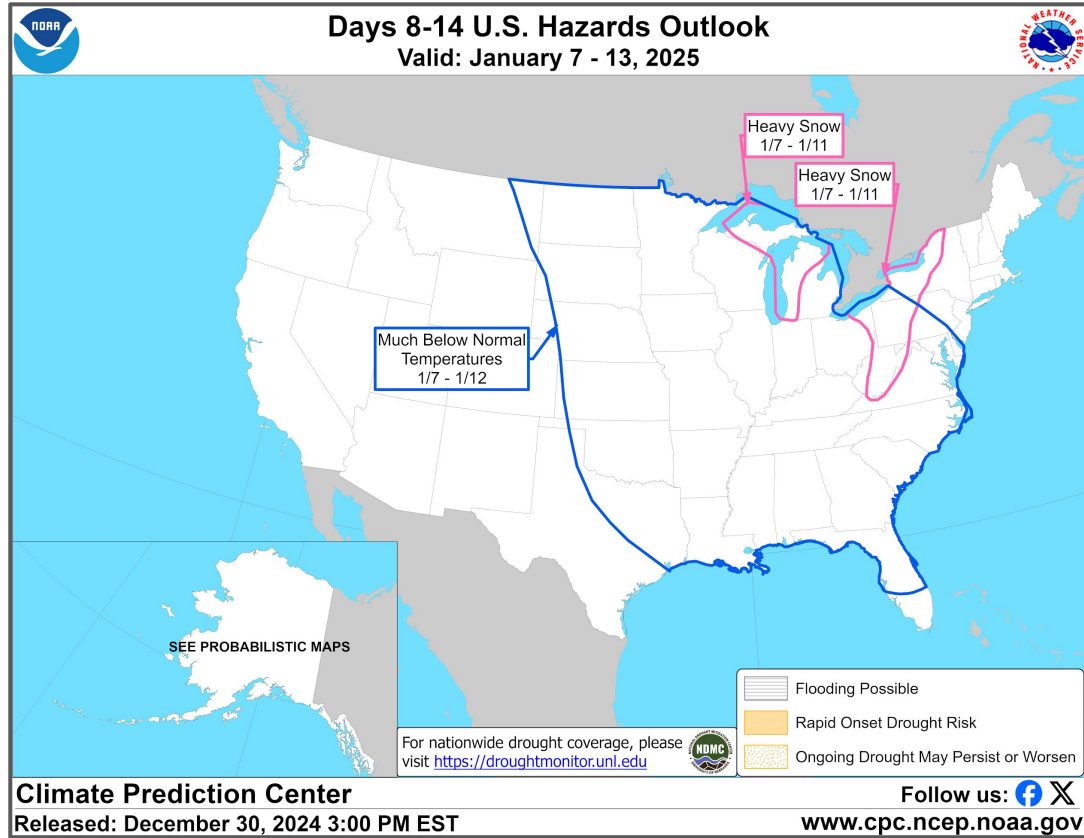 NOAA
Days 8-14 U.S. Hazards Outlook
Valid: January 7 - 13, 2025
NATIONAL WEATHER SERVICE
Heavy Snow
1/7 - 1/11
Heavy Snow
1/7 - 1/11
Much Below Normal
Temperatures
1/7 - 1/12
SEE PROBABILISTIC MAPS
Flooding Possible
Rapid Onset Drought Risk
Ongoing Drought May Persist or Worsen
For nationwide drought coverage, please
visit https://droughtmonitor.unl.edu
NDMC
Climate Prediction Center
Released: December 30, 2024 3:00 PM EST
Follow us:
www.cpc.ncep.noaa.gov